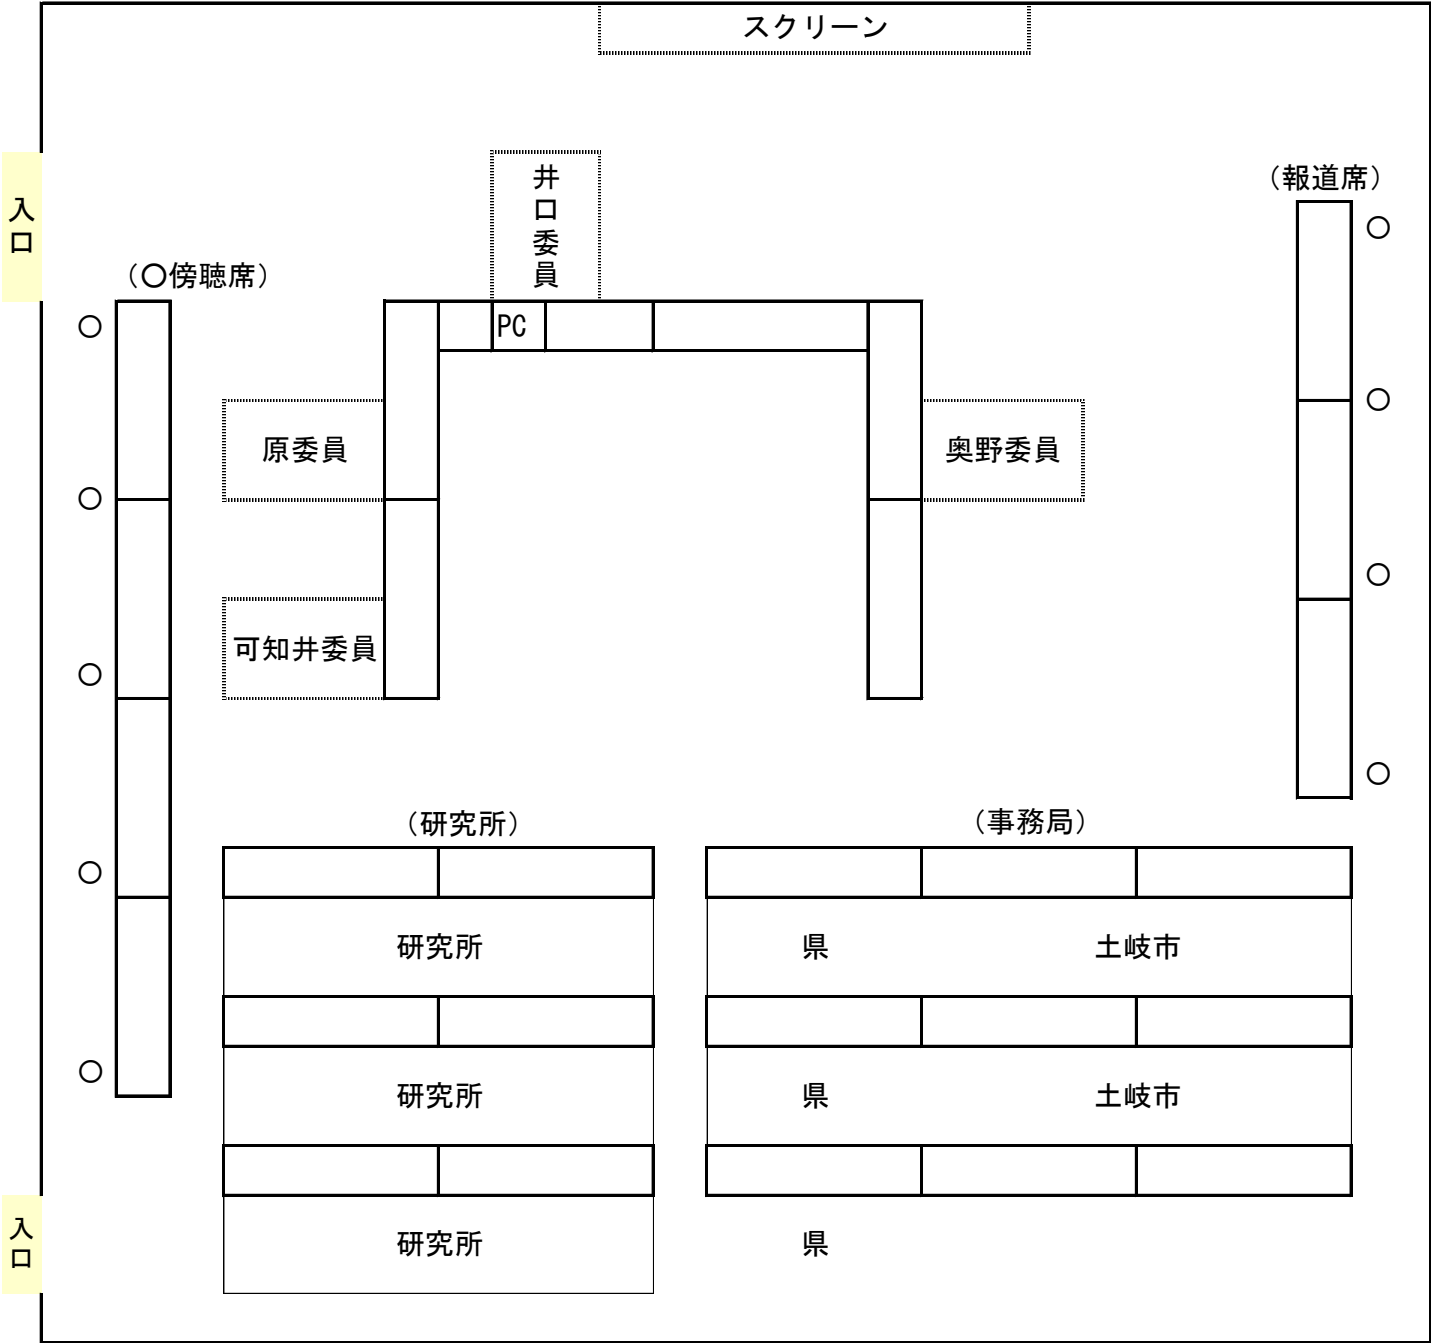 スクリーン
井口委員
（報道席）
入口
（〇傍聴席）
〇
〇
PC
〇
原委員
奥野委員
〇
〇
可知井委員
〇
〇
（研究所）
（事務局）
〇
研究所
県
土岐市
〇
研究所
県
土岐市
入口
研究所
県